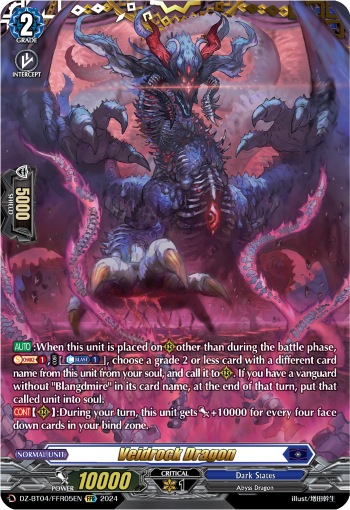 2
GRADE
INTERCEPT
5000
SHIELD
AUTO :When this unit is placed on R other than during the battle phase,
COST [CB 1 & Soul Blast 1], choose a grade 2 or less card with a different card
name from this unit from your soul, and call it to R. If you have a vanguard
without "Blangdmire" in its card name, at the end of that turn, put that
called unit into soul.
CONT [R]:During your turn, this unit gets +10000 for every four face
down cards in your bind zone.
NORMAL UNIT
Veidrock Dragon
POWER 10000
CRITICAL
1
Dark States
Abyss Dragon
DZ-BT04/FFR05EN FFR 2024
illust/増田幹生